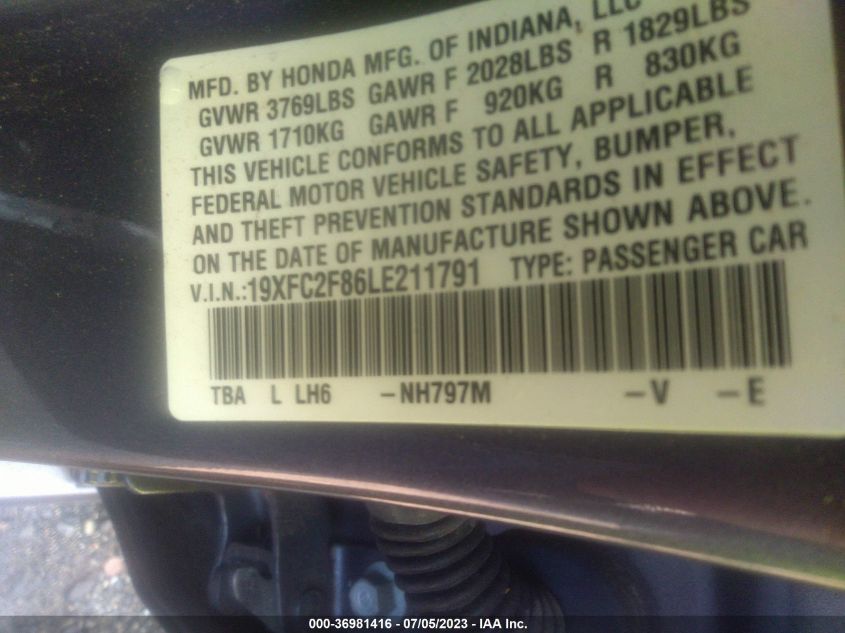 MFD. BY HONDA MFG. OF INDIANA, LLC
GVWR 3769LBS GAWR F 2028LBS R 1829LBS
GVWR 1710KG GAWR F 920KG R 830KG
THIS VEHICLE CONFORMS TO ALL APPLICABLE
FEDERAL MOTOR VEHICLE SAFETY, BUMPER,
AND THEFT PREVENTION STANDARDS IN EFFECT
ON THE DATE OF MANUFACTURE SHOWN ABOVE.
V.I.N.:19XFC2F86LE211791 TYPE: PASSENGER CAR
TBA L LH6 -NH797M -V -E
000-36981416 - 07/05/2023 - IAA Inc.